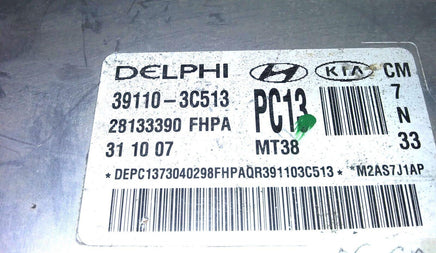 DELPHI KIA CM
39110-3C513 PC13 7
28133390 FHPA N
31 10 07 MT38 33
*DEPC1373040298FHPAQR391103C513* *M2AS7J1AP